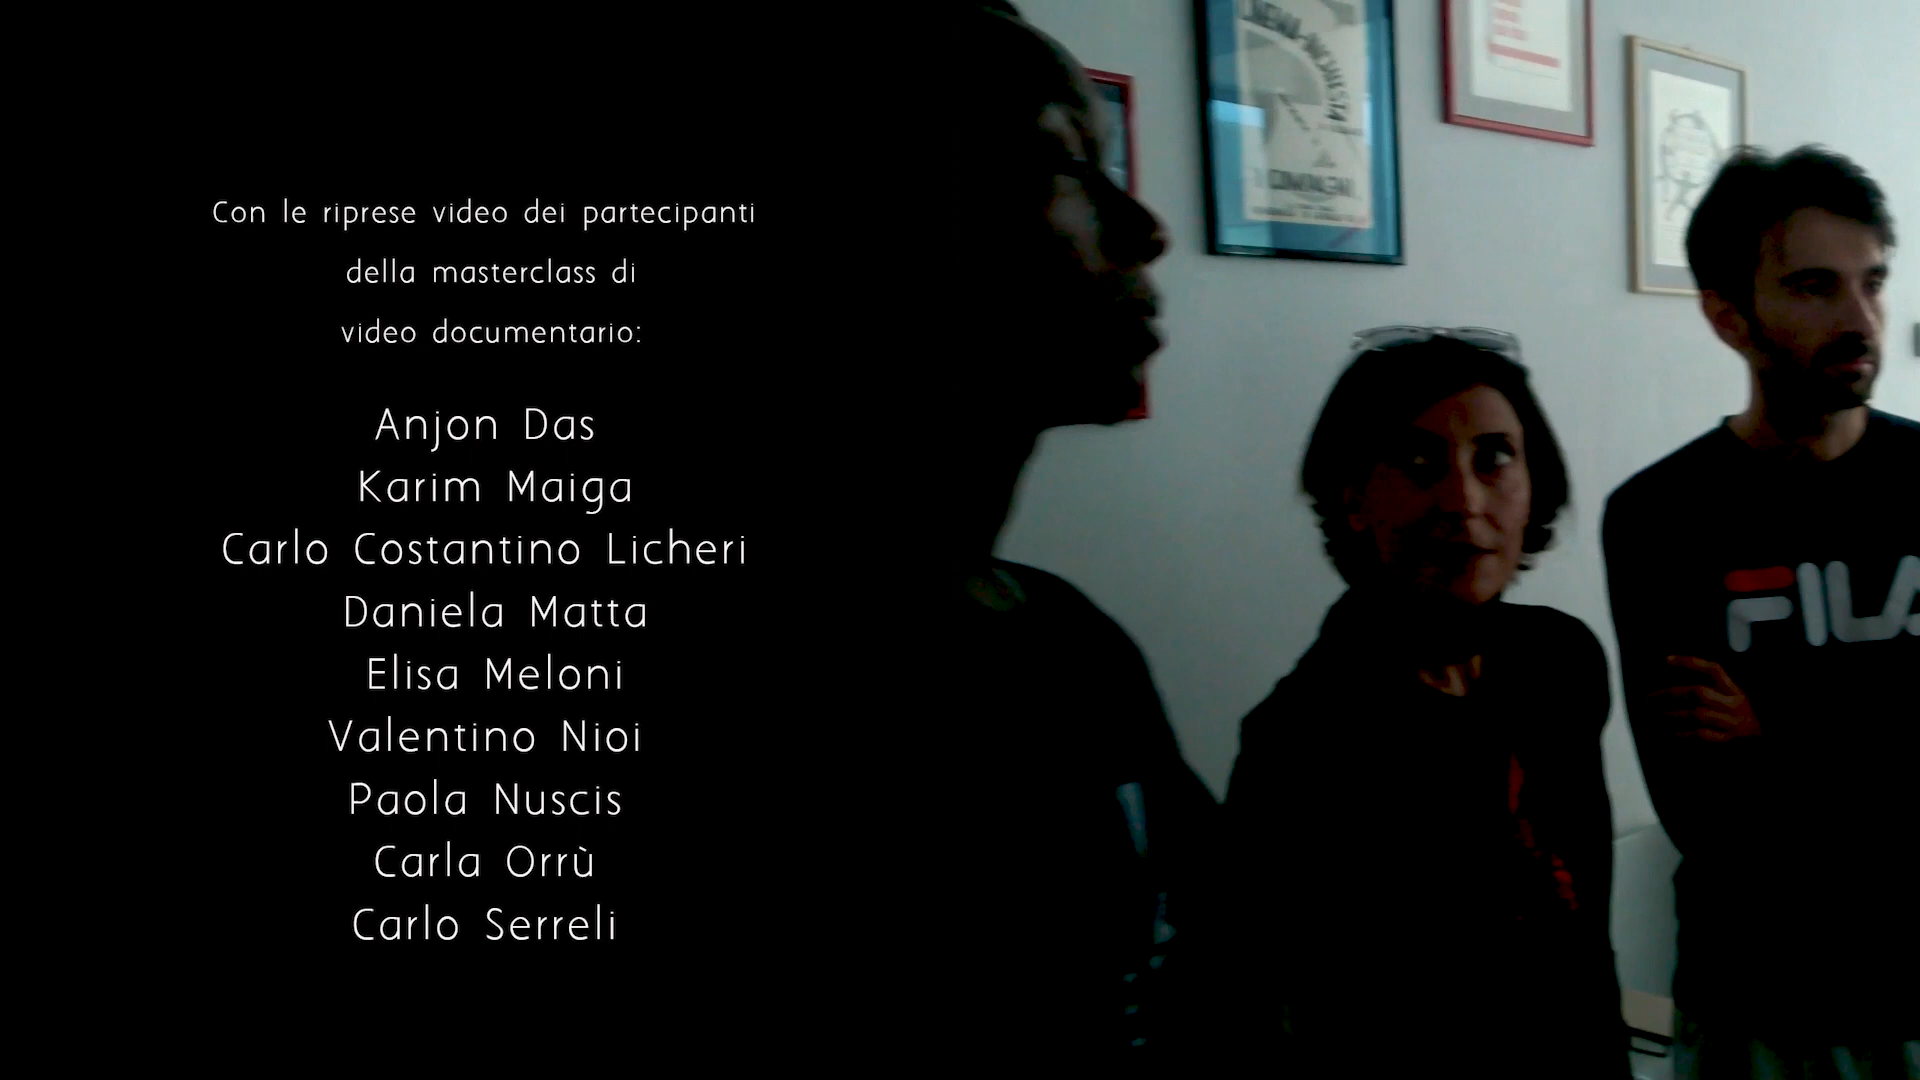 Con le riprese video dei partecipanti
della masterclass di
video documentario:
Anjon Das
Karim Maiga
Carlo Costantino Licheri
Daniela Matta
Elisa Meloni
Valentino Nioi
Paola Nuscis
Carla Orrù
Carlo Serreli
FILA